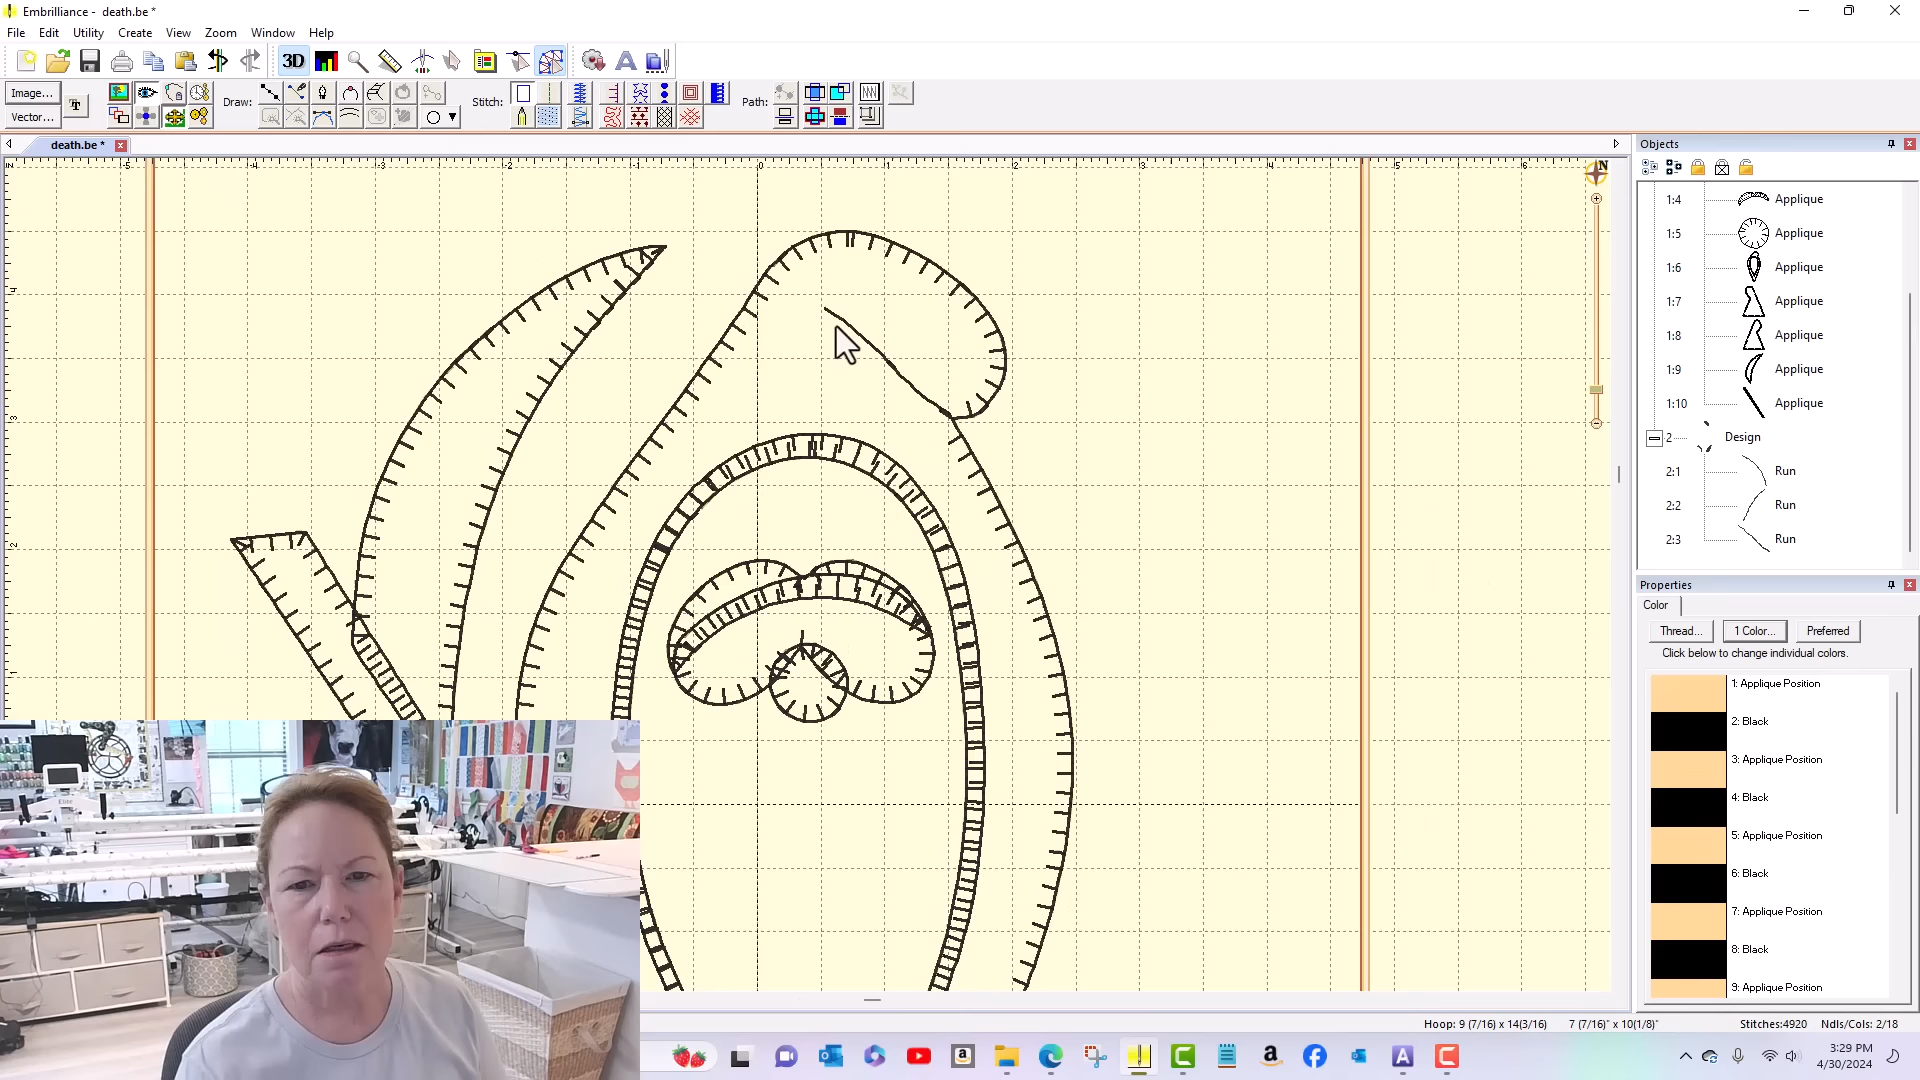 Embrilliance - death.be *
File Edit Utility Create View Zoom Window Help
3D
Image...
Vector...
Draw:
Stitch:
Path:
death.be *
Objects
1:4 Applique
1:5 Applique
1:6 Applique
1:7 Applique
1:8 Applique
1:9 Applique
1:10 Applique
2 Design
2:1 Run
2:2 Run
2:3 Run
Properties
Color
Thread... 1 Color... Preferred
Click below to change individual colors.
1: Applique Position
2: Black
3: Applique Position
4: Black
5: Applique Position
6: Black
7: Applique Position
8: Black
9: Applique Position
Hoop: 9 (7/16) x 14(3/16) 7 (7/16)" x 10(1/8)" Stitches:4920 Ndls/Cols: 2/18
3:29 PM
4/30/2024